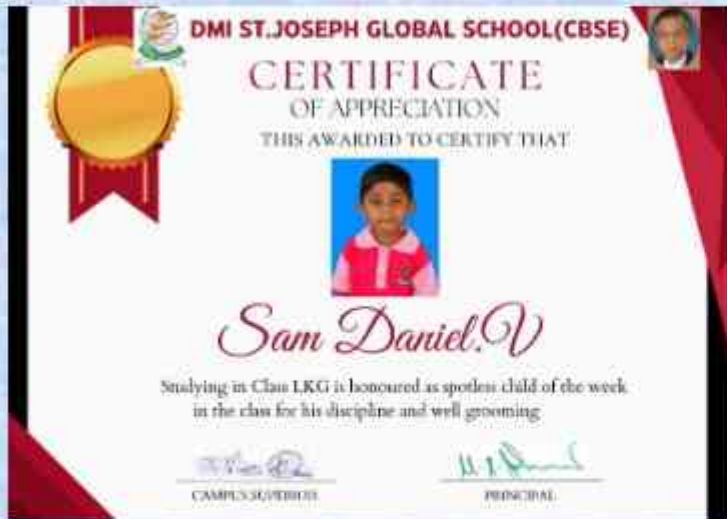 DMI ST.JOSEPH GLOBAL SCHOOL(CBSE)
CERTIFICATE
OF APPRECIATION
THIS AWARDED TO CERTIFY THAT
Sam Daniel.V
Studying in Class LKG is honoured as spotless child of the week
in the class for his discipline and well grooming
CAMPUS SUPERIOR
PRINCIPAL